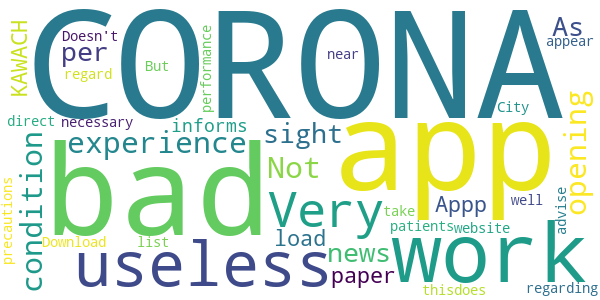 CORONA
KAWACH
Doesn't
per
regard
But
performance
near
As
appear
City
direct
necessary
informs
experience
sight
app
opening
condition
bad
Not
Very
Appp
take
well
advise
precautions
Download
list
load
patients
website
news
work
useless
paper
thisdoes
regarding